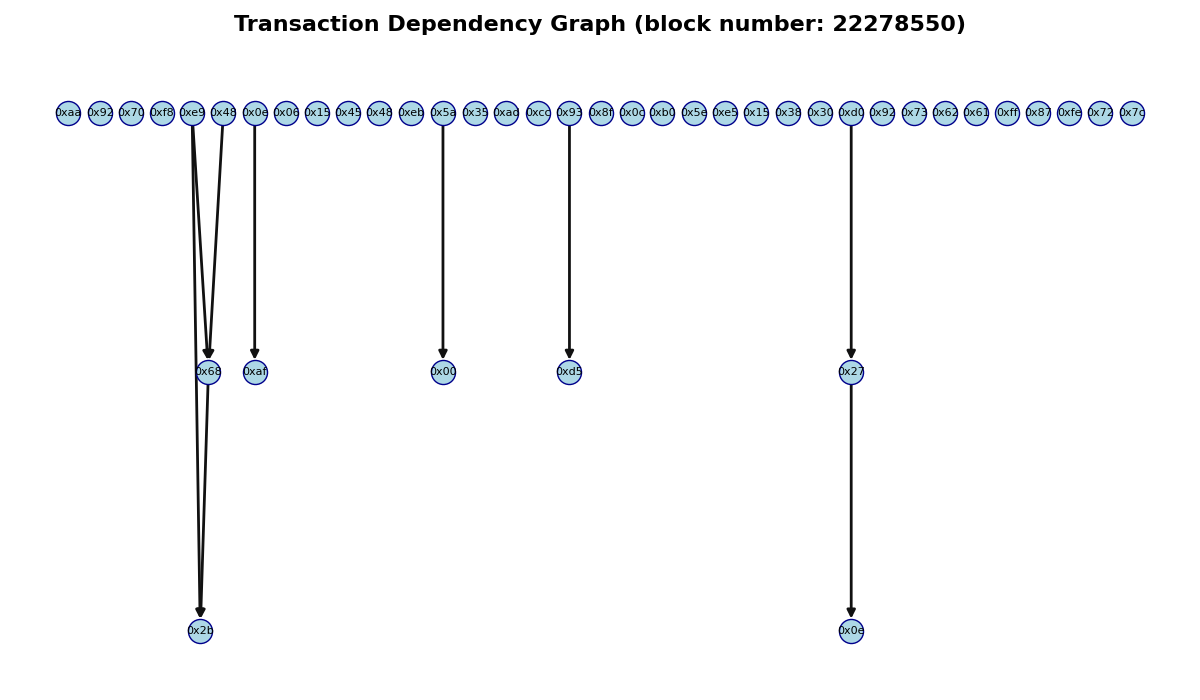 Transaction Dependency Graph (block number: 22278550)
0xaa 0x92 0x70 0xf8 0xe9 0x48 0x0e 0x06 0x15 0x45 0x48 0xeb 0x5a 0x35 0xad 0xcc 0x93 0x8f 0x0c 0xb0 0x5e 0xe5 0x15 0x38 0x30 0xd0 0x92 0x73 0x62 0x61 0xff 0x87 0xfe 0x72 0x7c
0x68 0xaf 0x00 0xd5 0x27
0x2b 0x0e